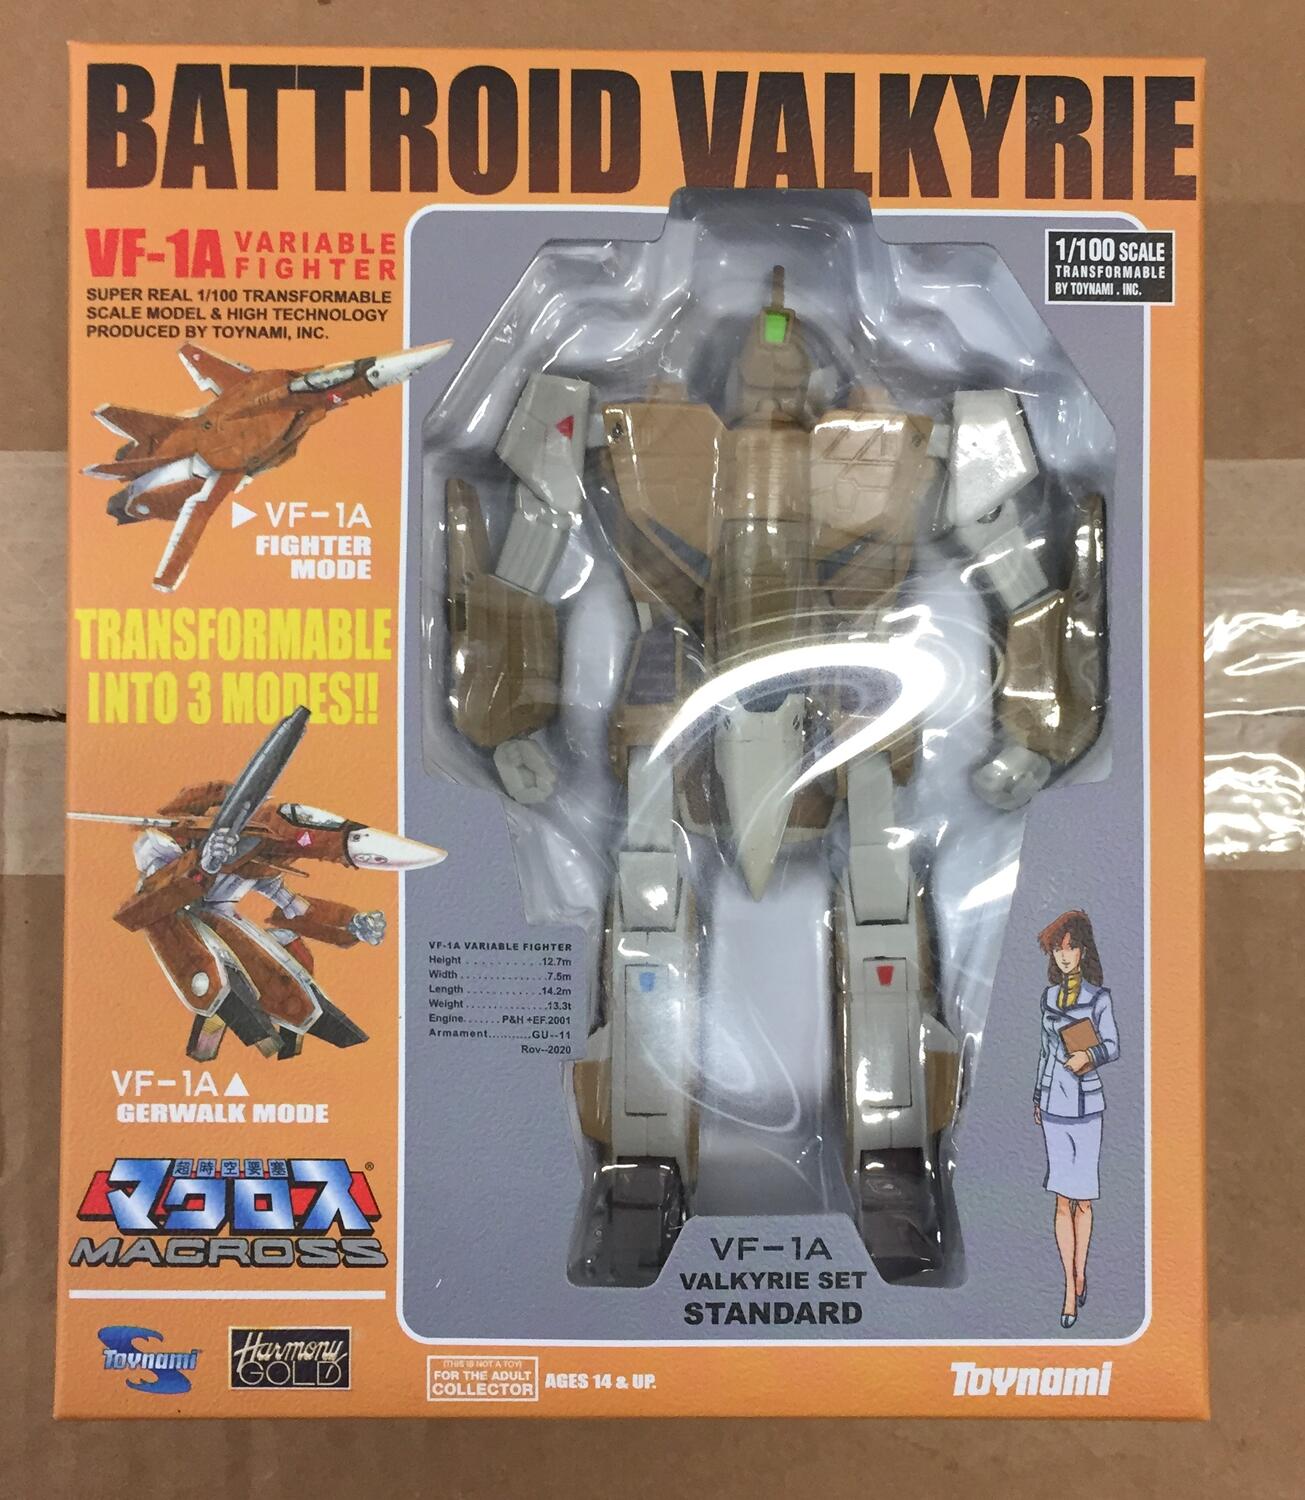 BATTROID VALKYRIE
VF-1A VARIABLE FIGHTER
SUPER REAL 1/100 TRANSFORMABLE
SCALE MODEL & HIGH TECHNOLOGY
PRODUCED BY TOYNAMI, INC.
1/100 SCALE
TRANSFORMABLE
BY TOYNAMI . INC.
▶VF-1A
FIGHTER
MODE
TRANSFORMABLE
INTO 3 MODES!!
VF-1A▲
GERWALK MODE
VF-1A VARIABLE FIGHTER
Height . . . . . . . . . . .12.7m
Width . . . . . . . . . . . . .7.5m
Length . . . . . . . . . . .14.2m
Weight . . . . . . . . . . . .13.3t
Engine. . . . . . . P&H +EF.2001
Armament...........GU--11
Rov--2020
超時空要塞
マクロス®
MACROSS
VF-1A
VALKYRIE SET
STANDARD
Toynami
Harmony
GOLD
(THIS IS NOT A TOY)
FOR THE ADULT
COLLECTOR
AGES 14 & UP.
Toynami